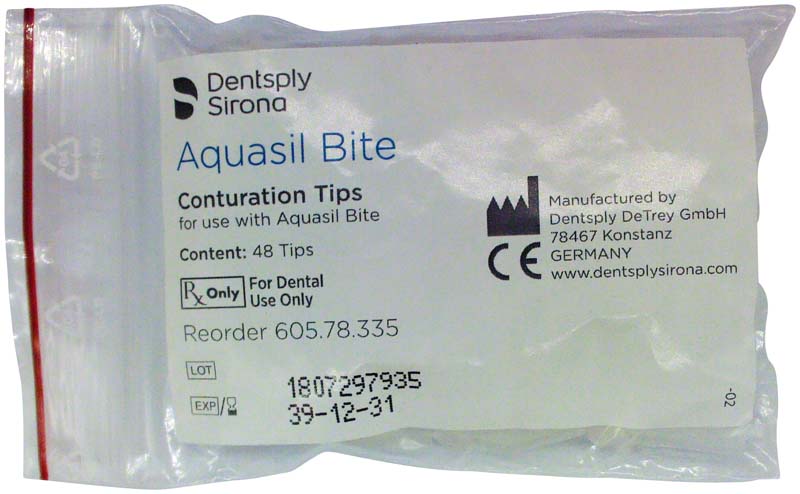 Dentsply
Sirona
Aquasil Bite
Conturation Tips
for use with Aquasil Bite
Content: 48 Tips
Rx Only
For Dental
Use Only
Reorder 605.78.335
LOT
1807297935
EXP/
39-12-31
Manufactured by
Dentsply DeTrey GmbH
78467 Konstanz
GERMANY
www.dentsplysirona.com
CE
-02